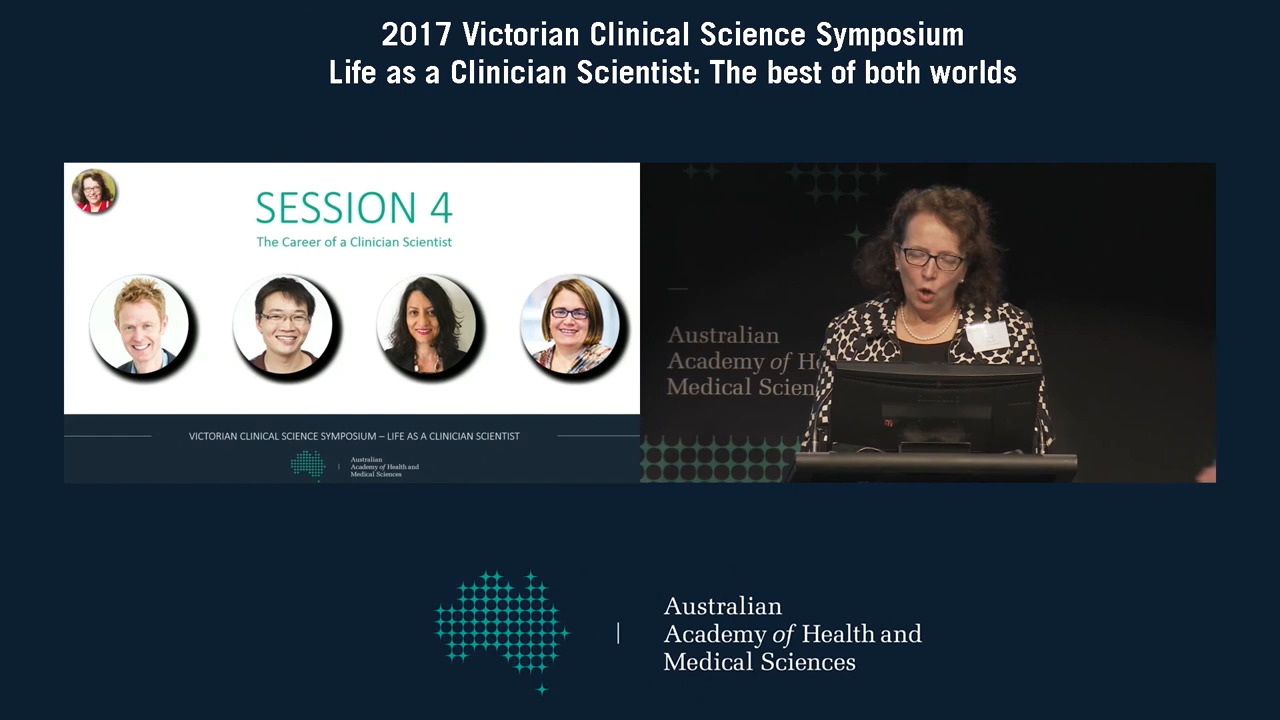 2017 Victorian Clinical Science Symposium
Life as a Clinician Scientist: The best of both worlds
SESSION 4
The Career of a Clinician Scientist
VICTORIAN CLINICAL SCIENCE SYMPOSIUM – LIFE AS A CLINICIAN SCIENTIST
Australian
Academy of Health and
Medical Sciences
Australian
Academy of He
Medical Scien
Australian
Academy of Health and
Medical Sciences